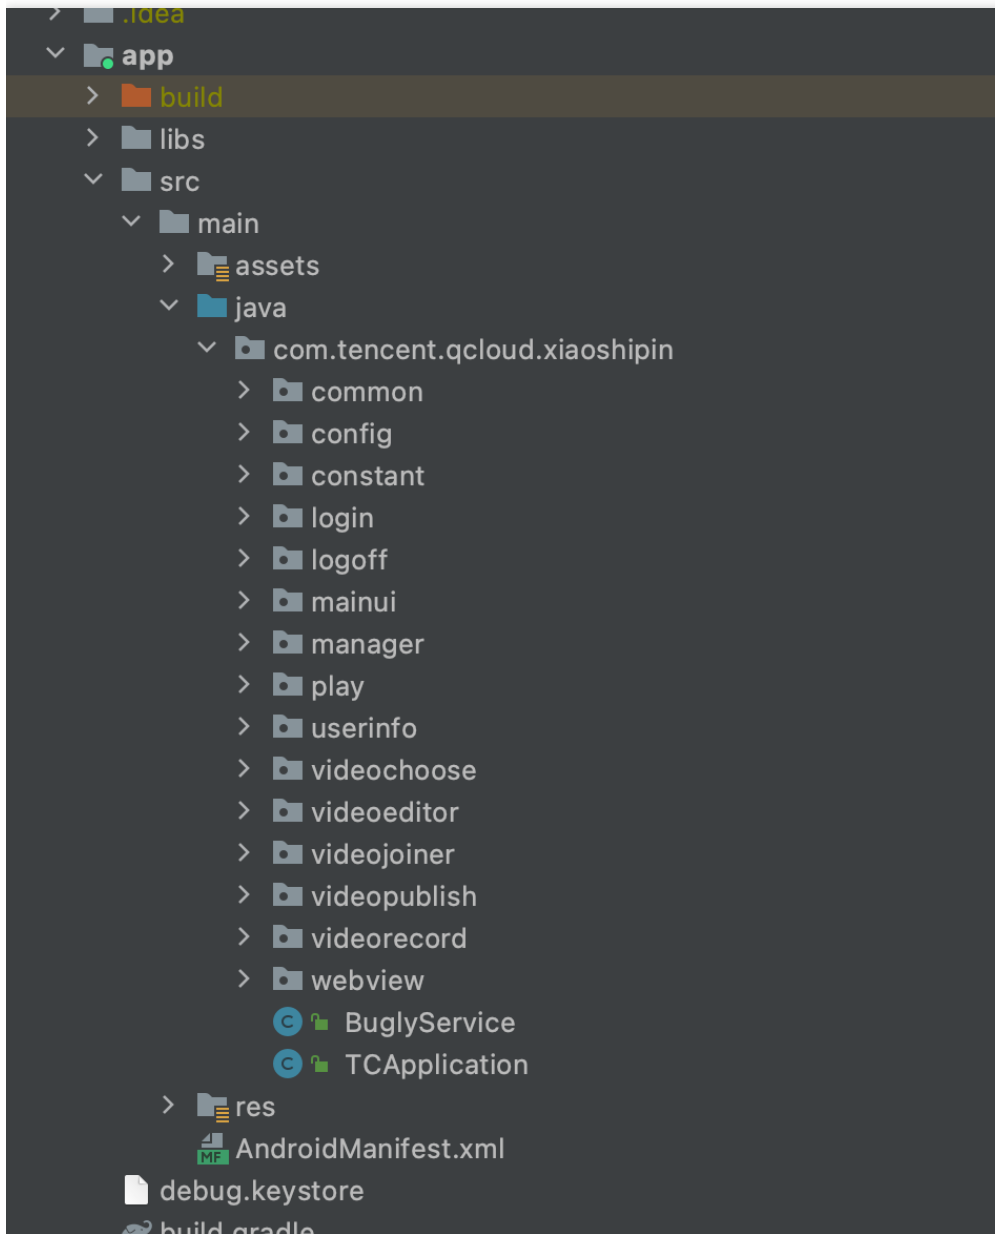 .idea
app
build
libs
src
main
assets
java
com.tencent.qcloud.xiaoshipin
common
config
constant
login
logoff
mainui
manager
play
userinfo
videochoose
videoeditor
videojoiner
videopublish
videorecord
webview
C BuglyService
C TCApplication
res
MF AndroidManifest.xml
debug.keystore
build.gradle